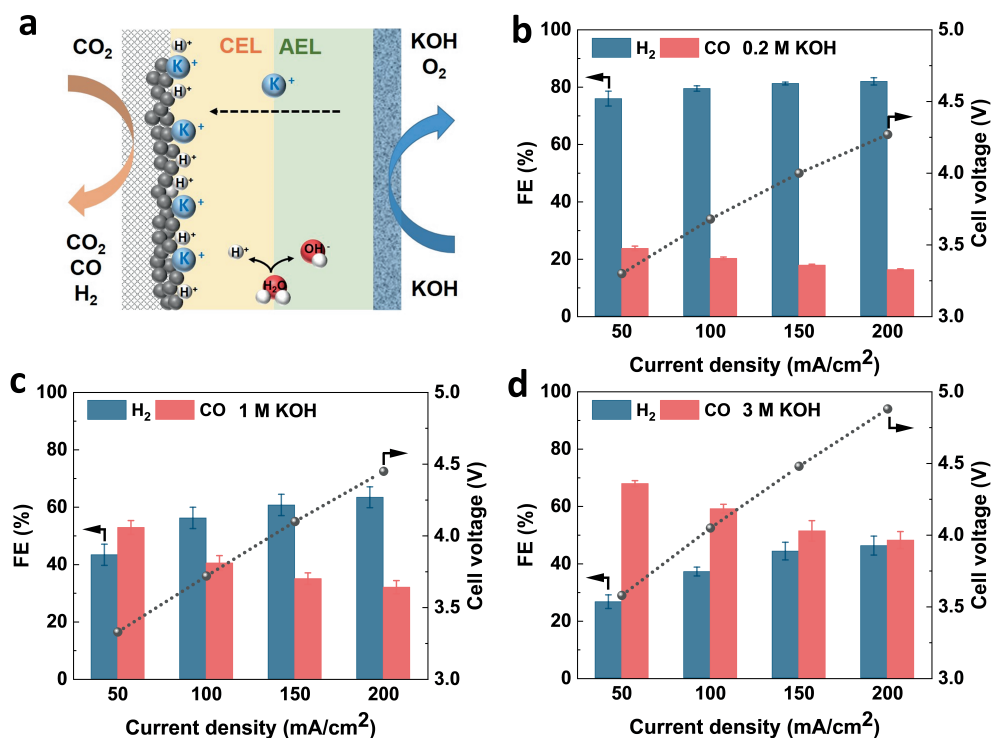 a
CO₂
CEL AEL
KOH
O₂
H⁺
K⁺
H⁺
K⁺
K⁺
H⁺
H⁺
K⁺
H⁺
K⁺
H⁺
H⁺
OH⁻
H₂O
CO₂
CO
H₂
KOH
b
H₂ CO 0.2 M KOH
FE (%)
100
80
60
40
20
0
50 100 150 200
Current density (mA/cm²)
5.0
4.5
4.0
3.5
3.0
Cell voltage (V)
c
H₂ CO 1 M KOH
FE (%)
100
80
60
40
20
0
50 100 150 200
Current density (mA/cm²)
5.0
4.5
4.0
3.5
3.0
Cell voltage (V)
d
H₂ CO 3 M KOH
FE (%)
100
80
60
40
20
0
50 100 150 200
Current density (mA/cm²)
5.0
4.5
4.0
3.5
3.0
Cell voltage (V)